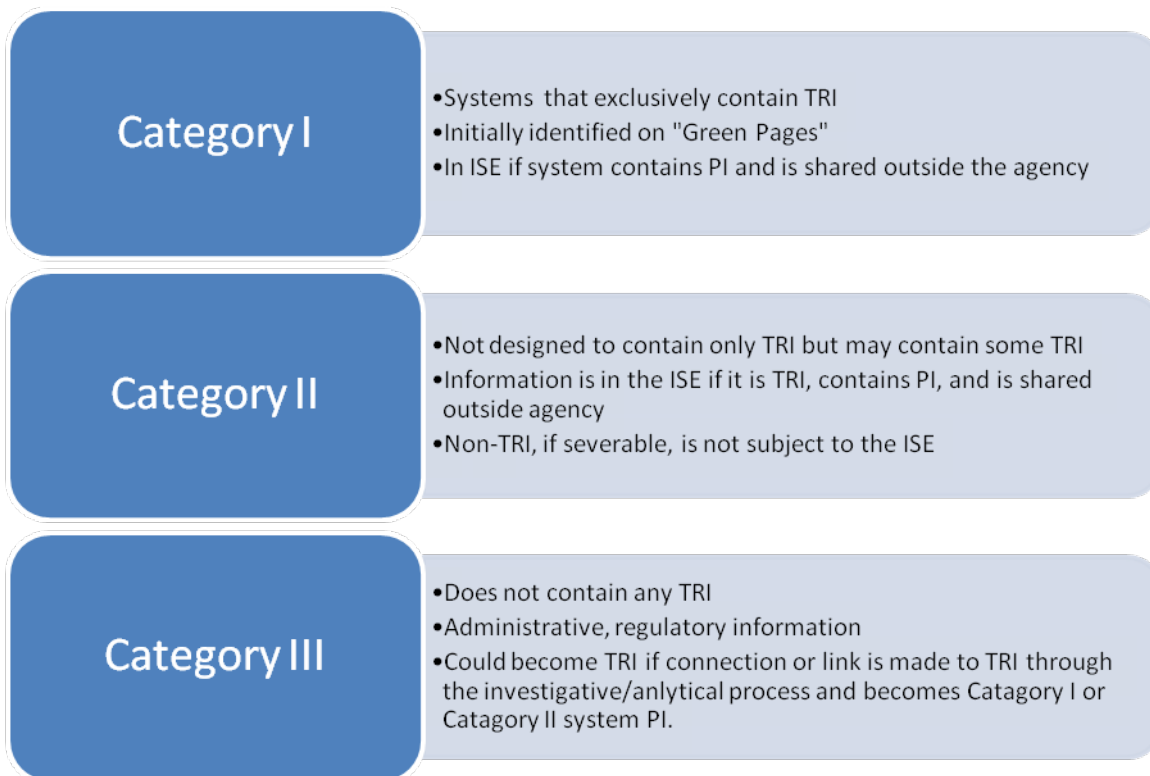 Category I
•Systems that exclusively contain TRI
•Initially identified on "Green Pages"
•In ISE if system contains PI and is shared outside the agency
Category II
•Not designed to contain only TRI but may contain some TRI
•Information is in the ISE if it is TRI, contains PI, and is shared
outside agency
•Non-TRI, if severable, is not subject to the ISE
Category III
•Does not contain any TRI
•Administrative, regulatory information
•Could become TRI if connection or link is made to TRI through
the investigative/anlytical process and becomes Catagory I or
Catagory II system PI.